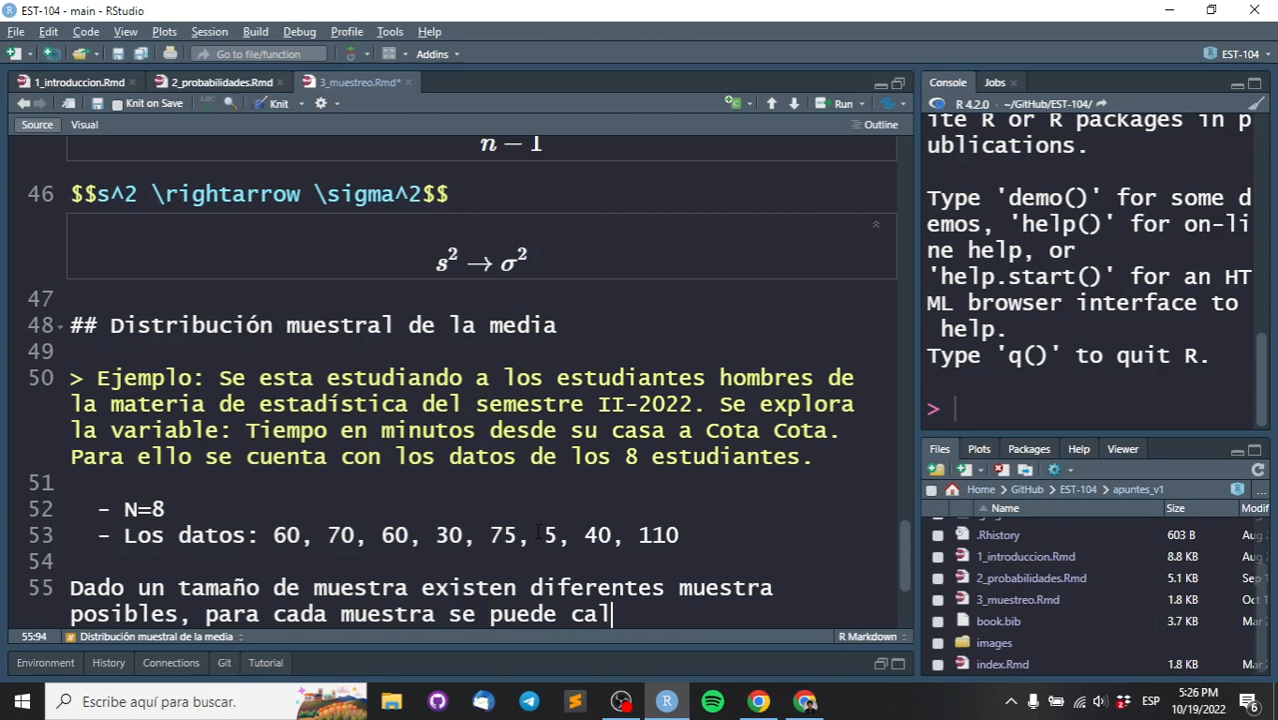 EST-104 - main - RStudio
File Edit Code View Plots Session Build Debug Profile Tools Help
Go to file/function Addins EST-104
1_introduccion.Rmd 2_probabilidades.Rmd 3_muestreo.Rmd*
Knit on Save ABC Knit Run
Source Visual Outline
n − 1
46 $$s^2 \rightarrow \sigma^2$$
s² → σ²
47
48 ## Distribución muestral de la media
49
50 > Ejemplo: Se esta estudiando a los estudiantes hombres de
la materia de estadística del semestre II-2022. Se explora
la variable: Tiempo en minutos desde su casa a Cota Cota.
Para ello se cuenta con los datos de los 8 estudiantes.
51
52 - N=8
53 - Los datos: 60, 70, 60, 30, 75, 5, 40, 110
54
55 Dado un tamaño de muestra existen diferentes muestra
posibles, para cada muestra se puede cal
55:94 Distribución muestral de la media R Markdown
Environment History Connections Git Tutorial
Console Jobs
R 4.2.0 · ~/GitHub/EST-104/
ite R or R packages in p
ublications.
Type 'demo()' for some d
emos, 'help()' for on-li
ne help, or
'help.start()' for an HT
ML browser interface to
help.
Type 'q()' to quit R.
>
Files Plots Packages Help Viewer
Home GitHub EST-104 apuntes_v1 ...
Name Size
.Rhistory 603 B
1_introduccion.Rmd 8.8 KB Mar
2_probabilidades.Rmd 5.1 KB Sep
3_muestreo.Rmd 1.8 KB Oct
book.bib 3.7 KB Mar
images
index.Rmd 1.8 KB Mar
Escribe aquí para buscar.
ESP 5:26 PM 10/19/2022 6